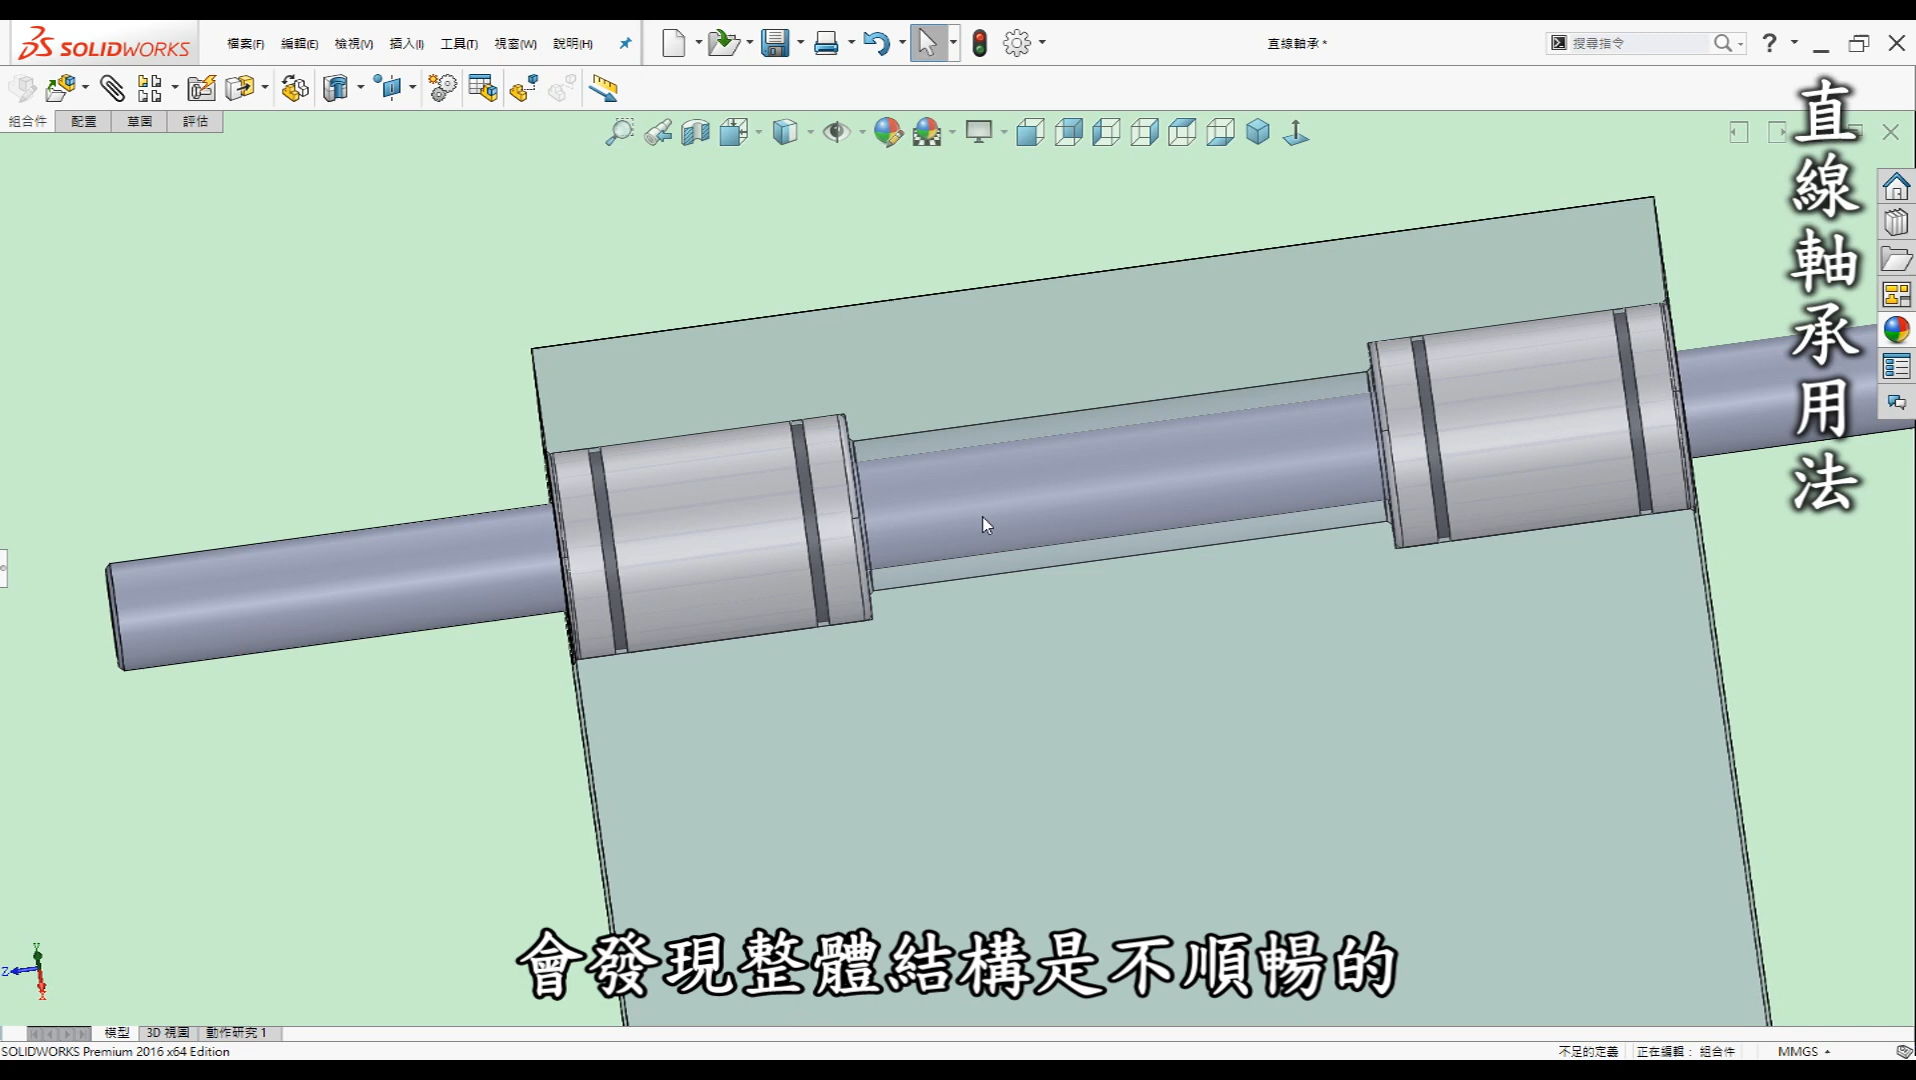 SOLIDWORKS
檔案(F) 編輯(E) 檢視(V) 插入(I) 工具(T) 視窗(W) 說明(H)
直線軸承 *
搜尋指令
?
組合件 配置 草圖 評估
直線軸承用法
會發現整體結構是不順暢的
Y
Z
X
模型 3D 視圖 動作研究 1
SOLIDWORKS Premium 2016 x64 Edition
不足的定義 正在編輯： 組合件 MMGS